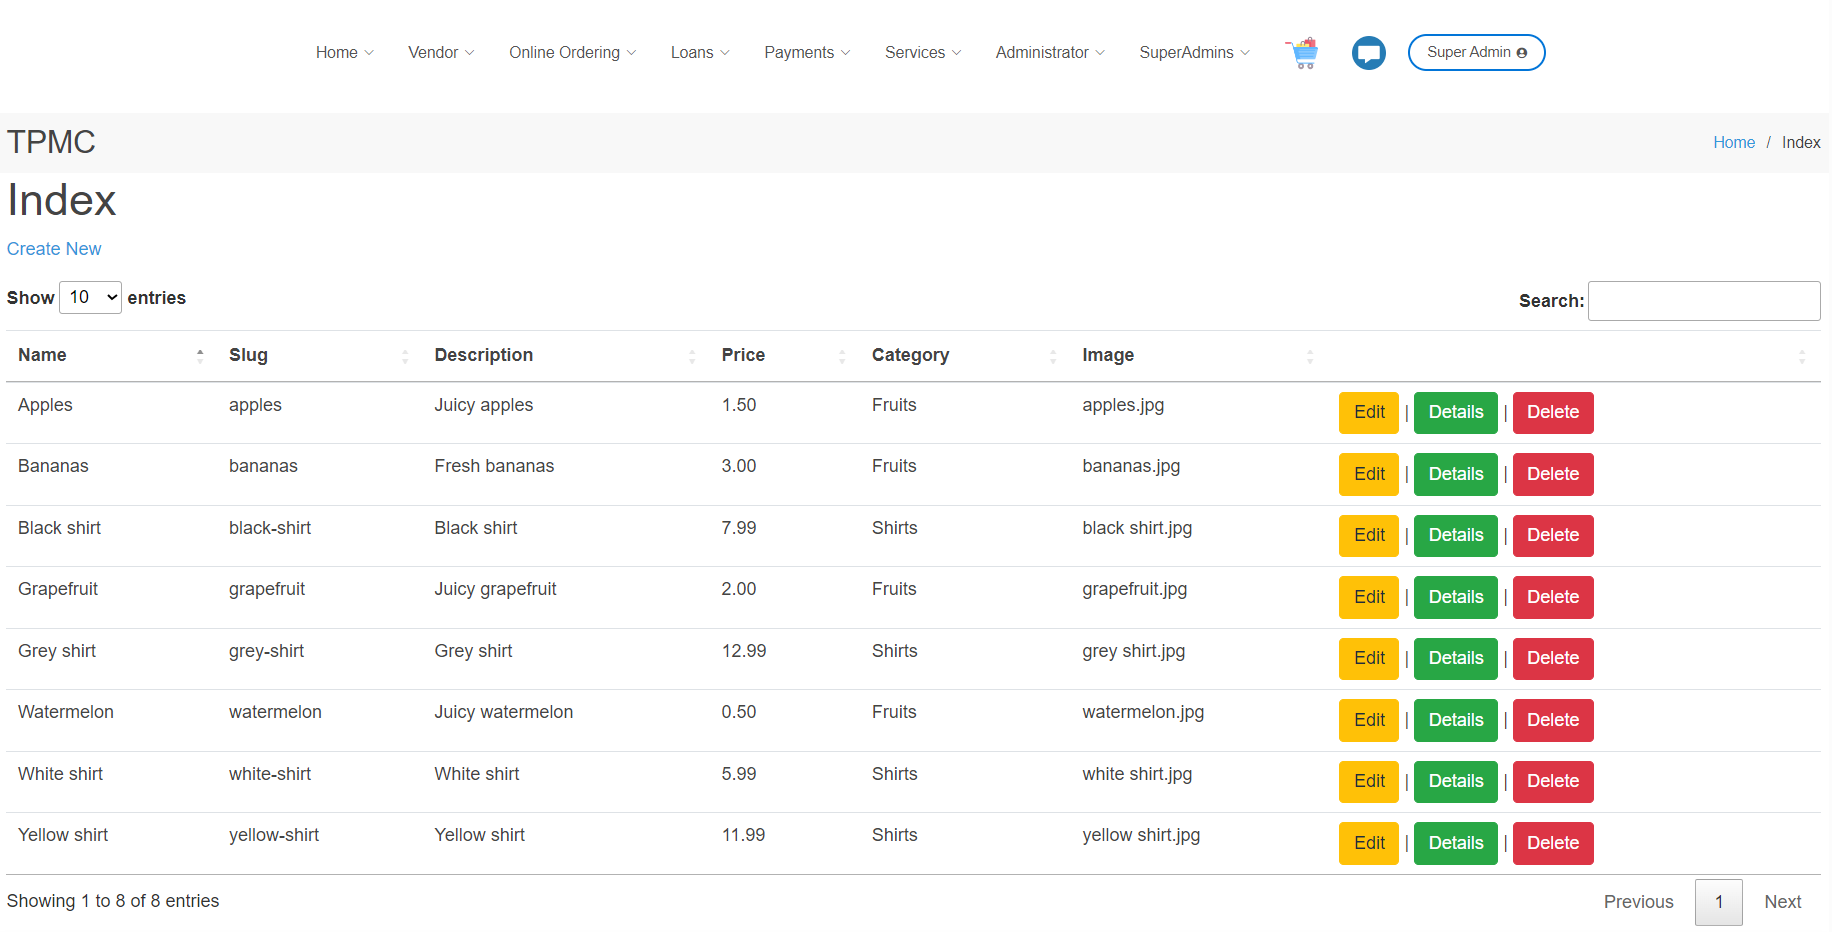 Home Vendor Online Ordering Loans Payments Services Administrator SuperAdmins Super Admin
TPMC Home / Index
Index
Create New
Show 10 entries Search:
Name Slug Description Price Category Image
Apples apples Juicy apples 1.50 Fruits apples.jpg Edit | Details | Delete
Bananas bananas Fresh bananas 3.00 Fruits bananas.jpg Edit | Details | Delete
Black shirt black-shirt Black shirt 7.99 Shirts black shirt.jpg Edit | Details | Delete
Grapefruit grapefruit Juicy grapefruit 2.00 Fruits grapefruit.jpg Edit | Details | Delete
Grey shirt grey-shirt Grey shirt 12.99 Shirts grey shirt.jpg Edit | Details | Delete
Watermelon watermelon Juicy watermelon 0.50 Fruits watermelon.jpg Edit | Details | Delete
White shirt white-shirt White shirt 5.99 Shirts white shirt.jpg Edit | Details | Delete
Yellow shirt yellow-shirt Yellow shirt 11.99 Shirts yellow shirt.jpg Edit | Details | Delete
Showing 1 to 8 of 8 entries Previous 1 Next